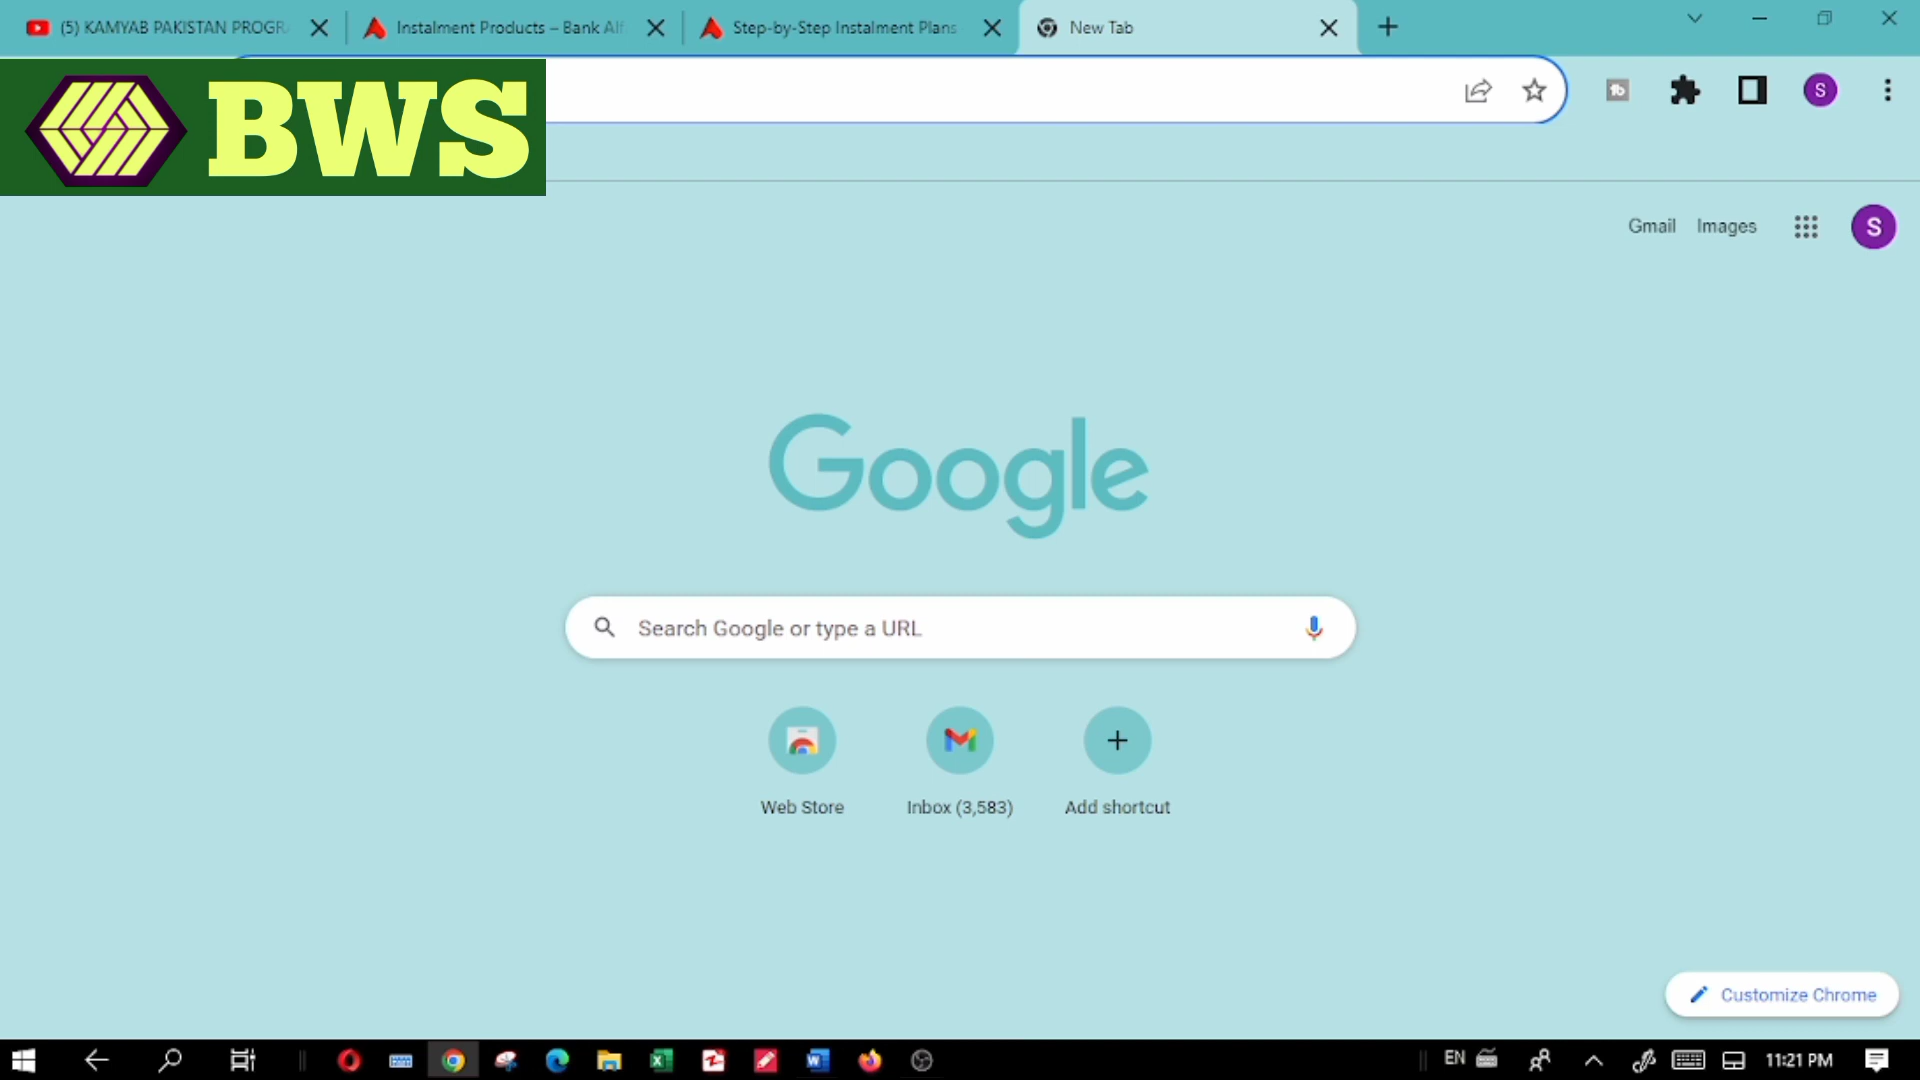 (5) KAMYAB PAKISTAN PROGR
Instalment Products – Bank Alf
Step-by-Step Instalment Plans
New Tab
BWS
S
Gmail
Images
S
Google
Search Google or type a URL
Web Store
Inbox (3,583)
Add shortcut
Customize Chrome
EN
11:21 PM